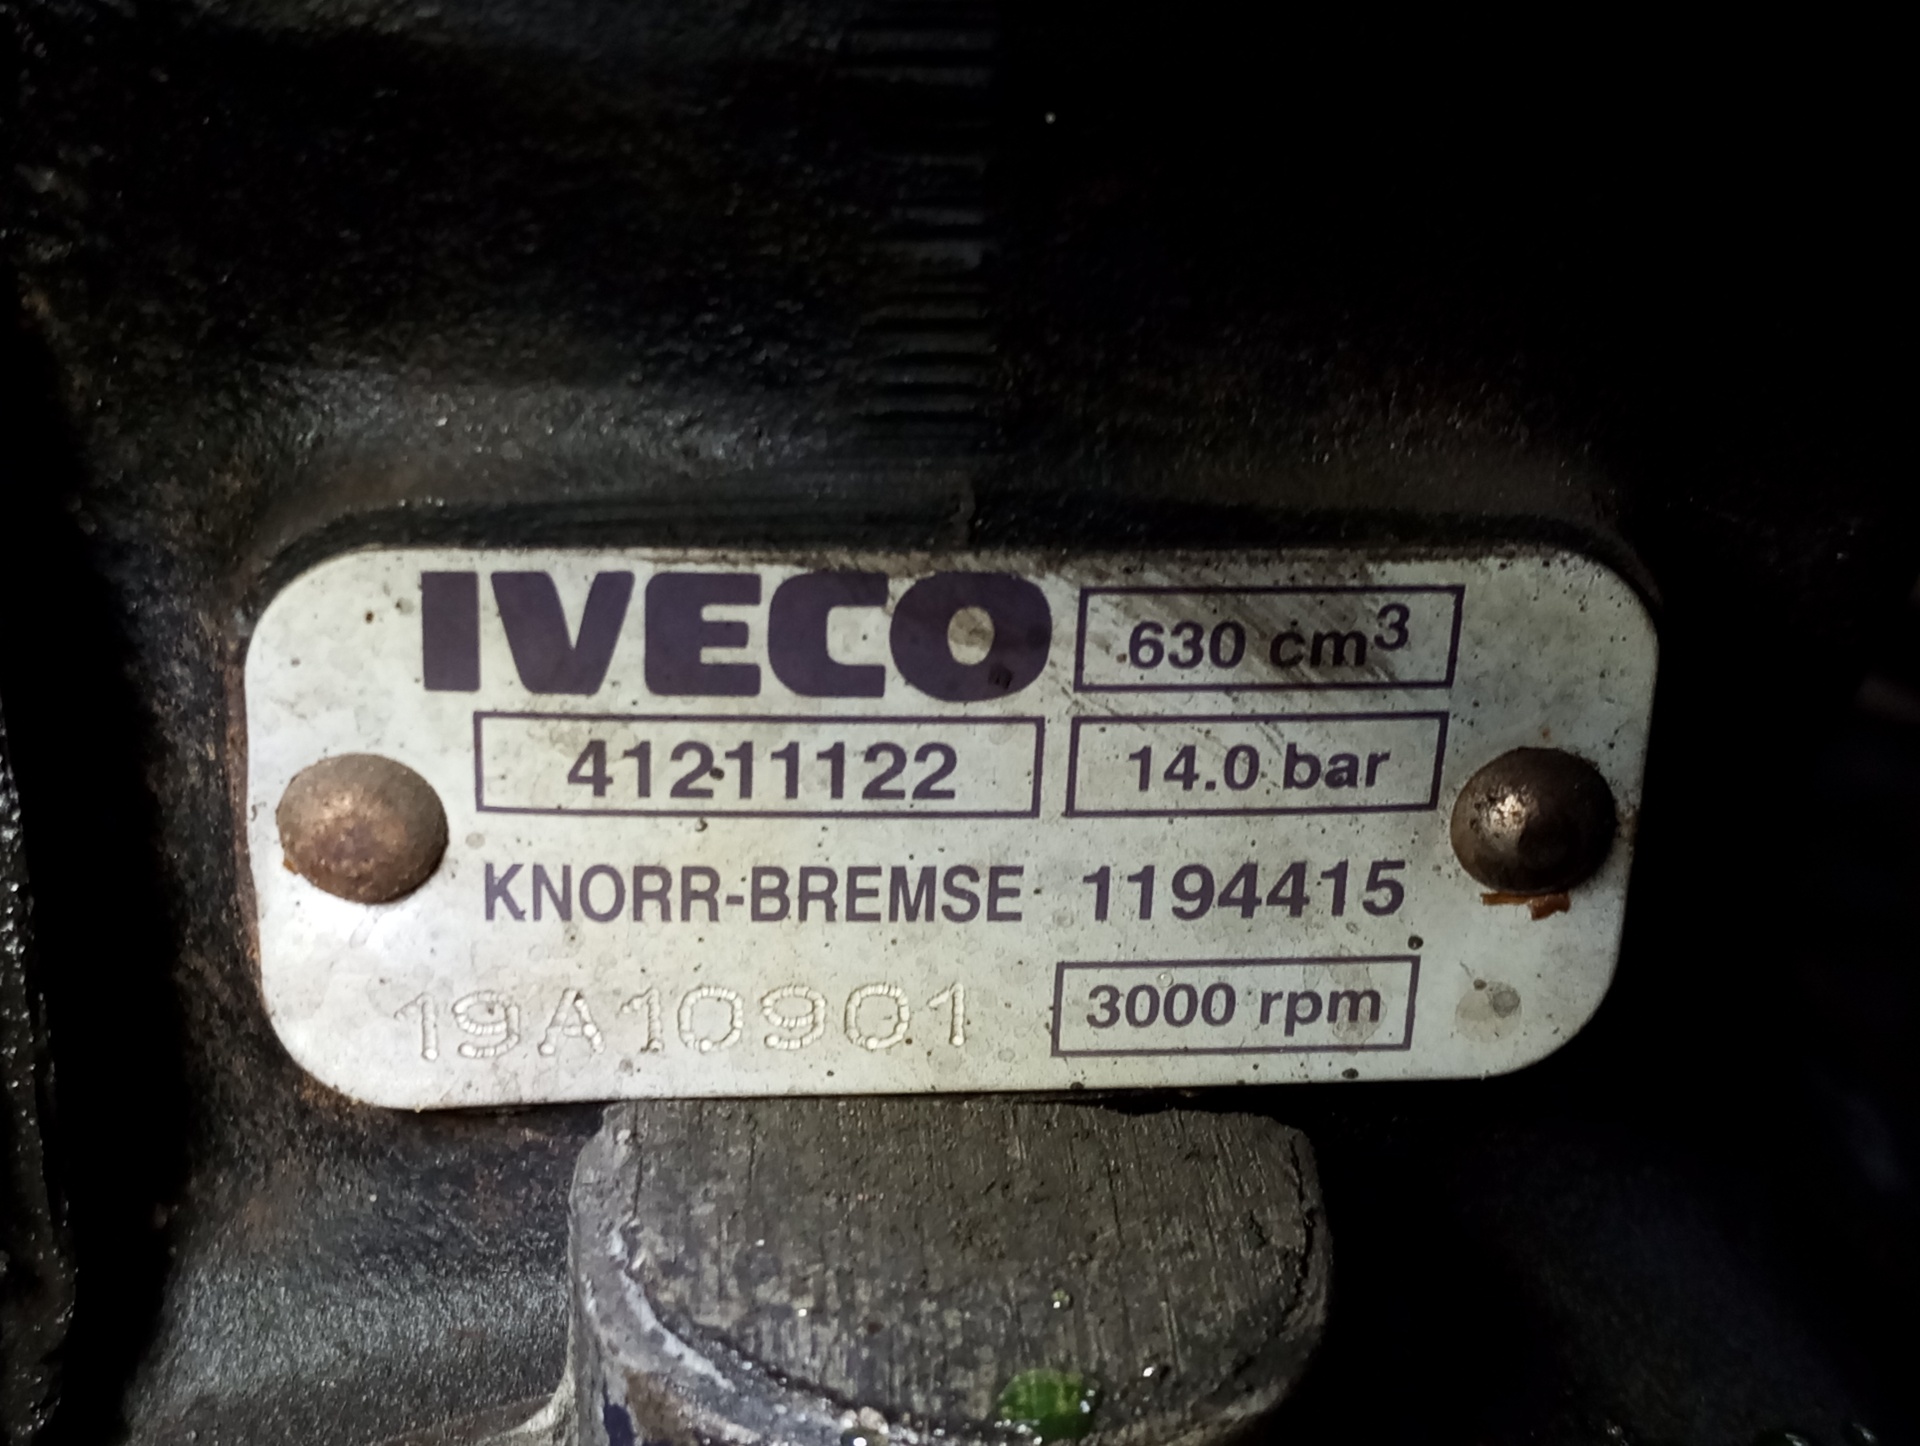 IVECO 630 cm³
41211122 14.0 bar
KNORR-BREMSE 1194415
19A10901 3000 rpm